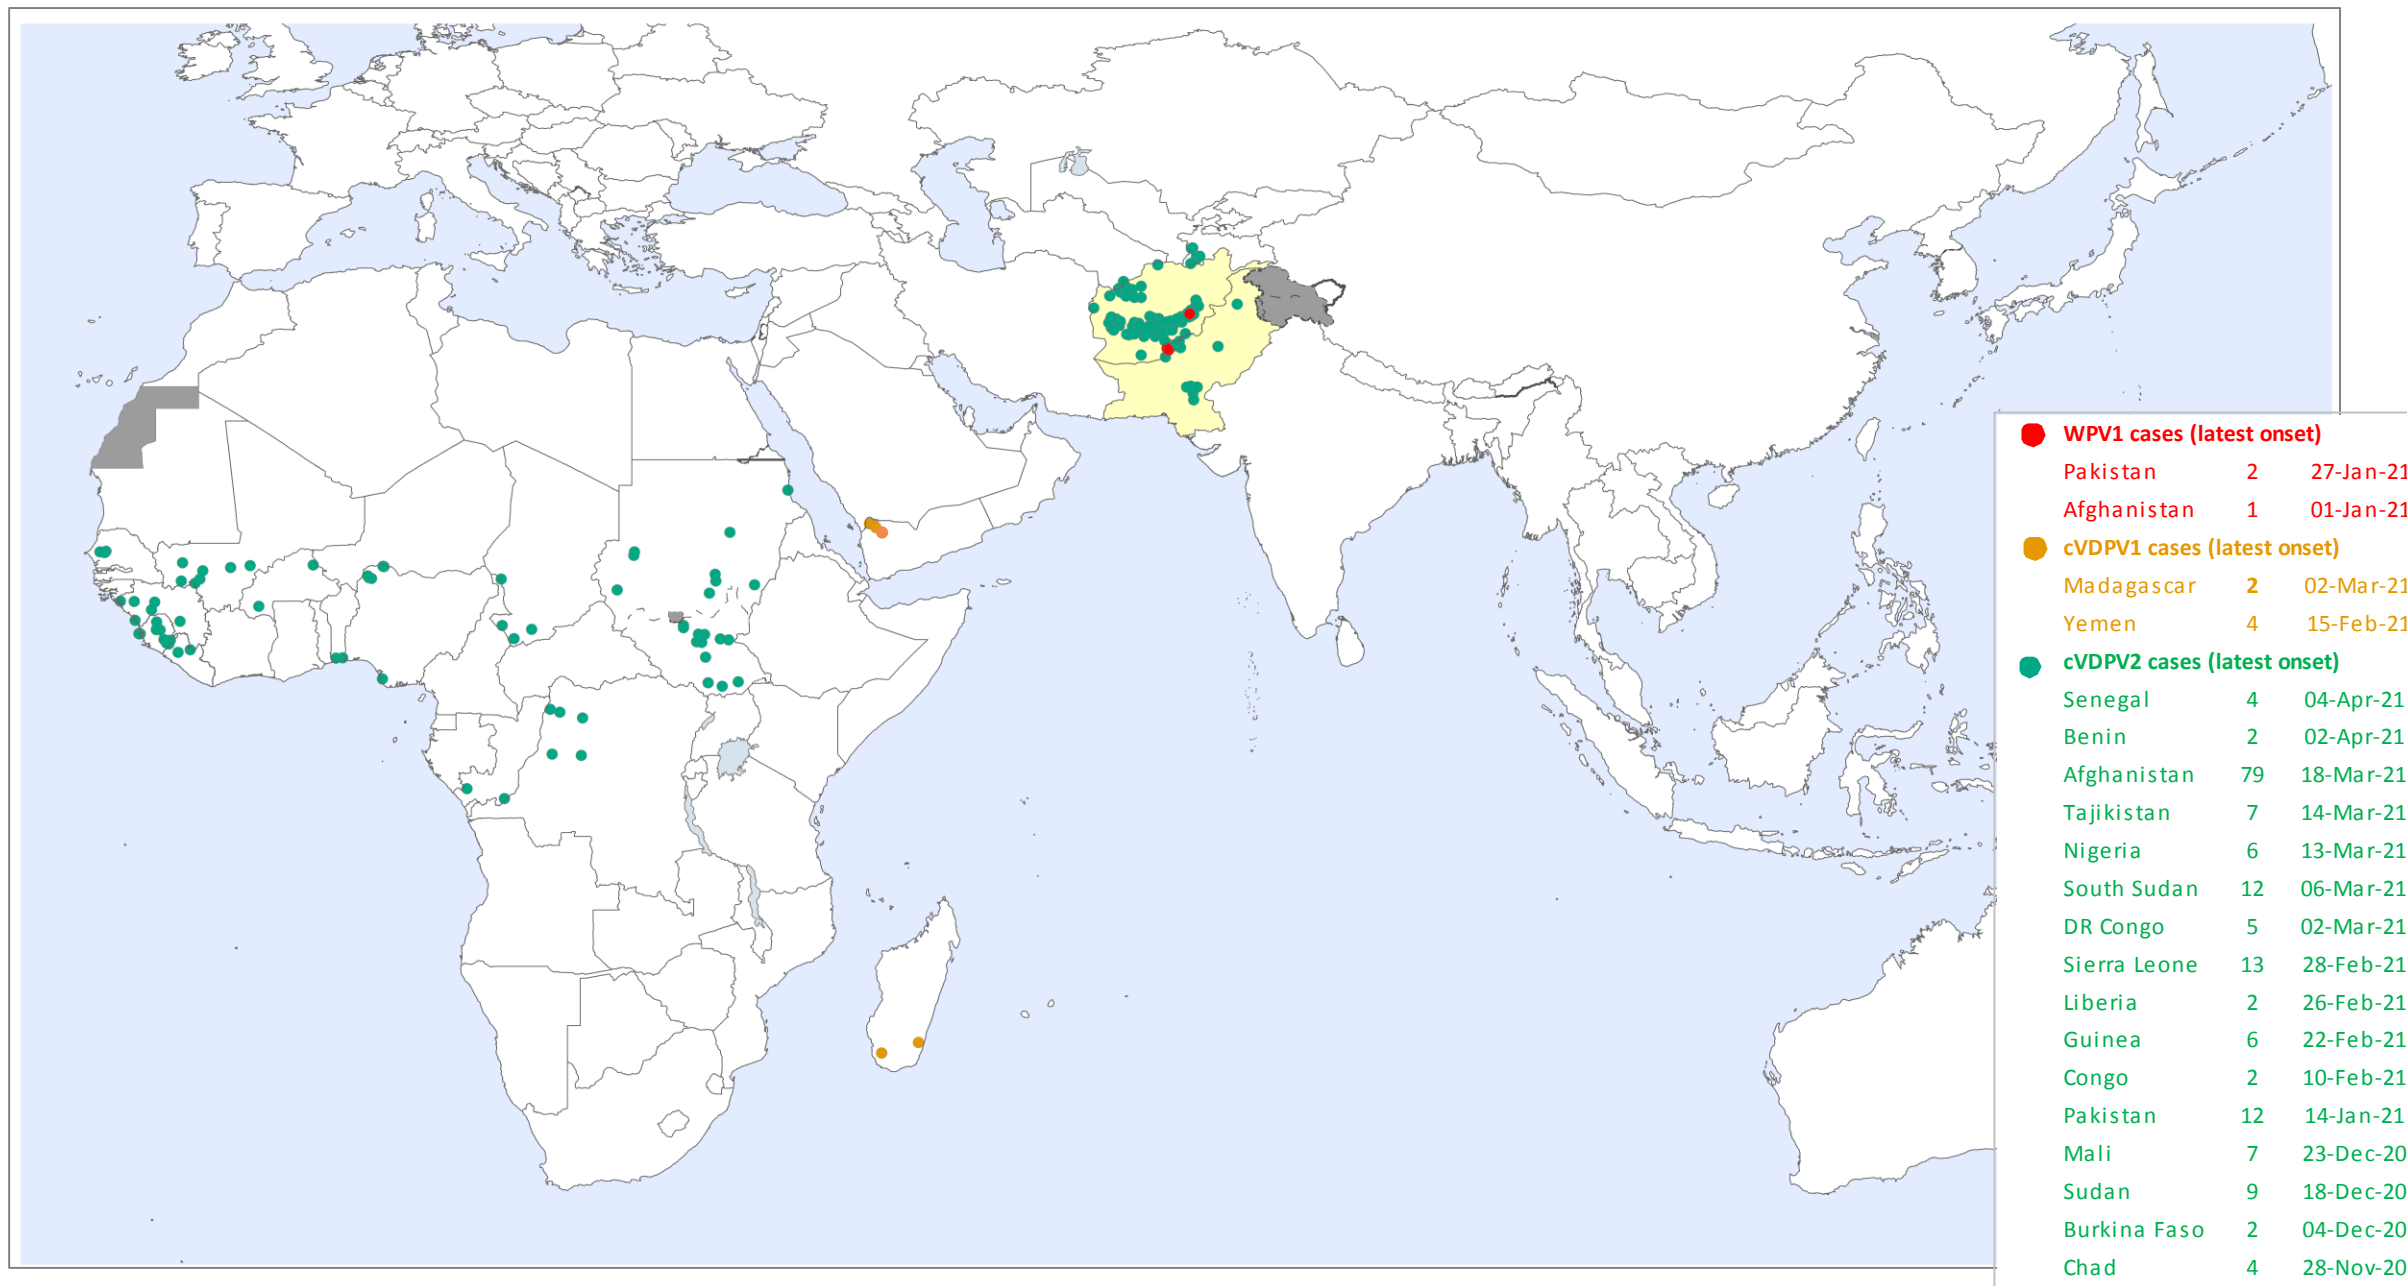 WPV1 cases (latest onset)
Pakistan 2 27-Jan-21
Afghanistan 1 01-Jan-21
cVDPV1 cases (latest onset)
Madagascar 2 02-Mar-21
Yemen 4 15-Feb-21
cVDPV2 cases (latest onset)
Senegal 4 04-Apr-21
Benin 2 02-Apr-21
Afghanistan 79 18-Mar-21
Tajikistan 7 14-Mar-21
Nigeria 6 13-Mar-21
South Sudan 12 06-Mar-21
DR Congo 5 02-Mar-21
Sierra Leone 13 28-Feb-21
Liberia 2 26-Feb-21
Guinea 6 22-Feb-21
Congo 2 10-Feb-21
Pakistan 12 14-Jan-21
Mali 7 23-Dec-20
Sudan 9 18-Dec-20
Burkina Faso 2 04-Dec-20
Chad 4 28-Nov-20